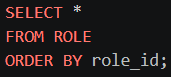 SELECT *
FROM ROLE
ORDER BY role_id;